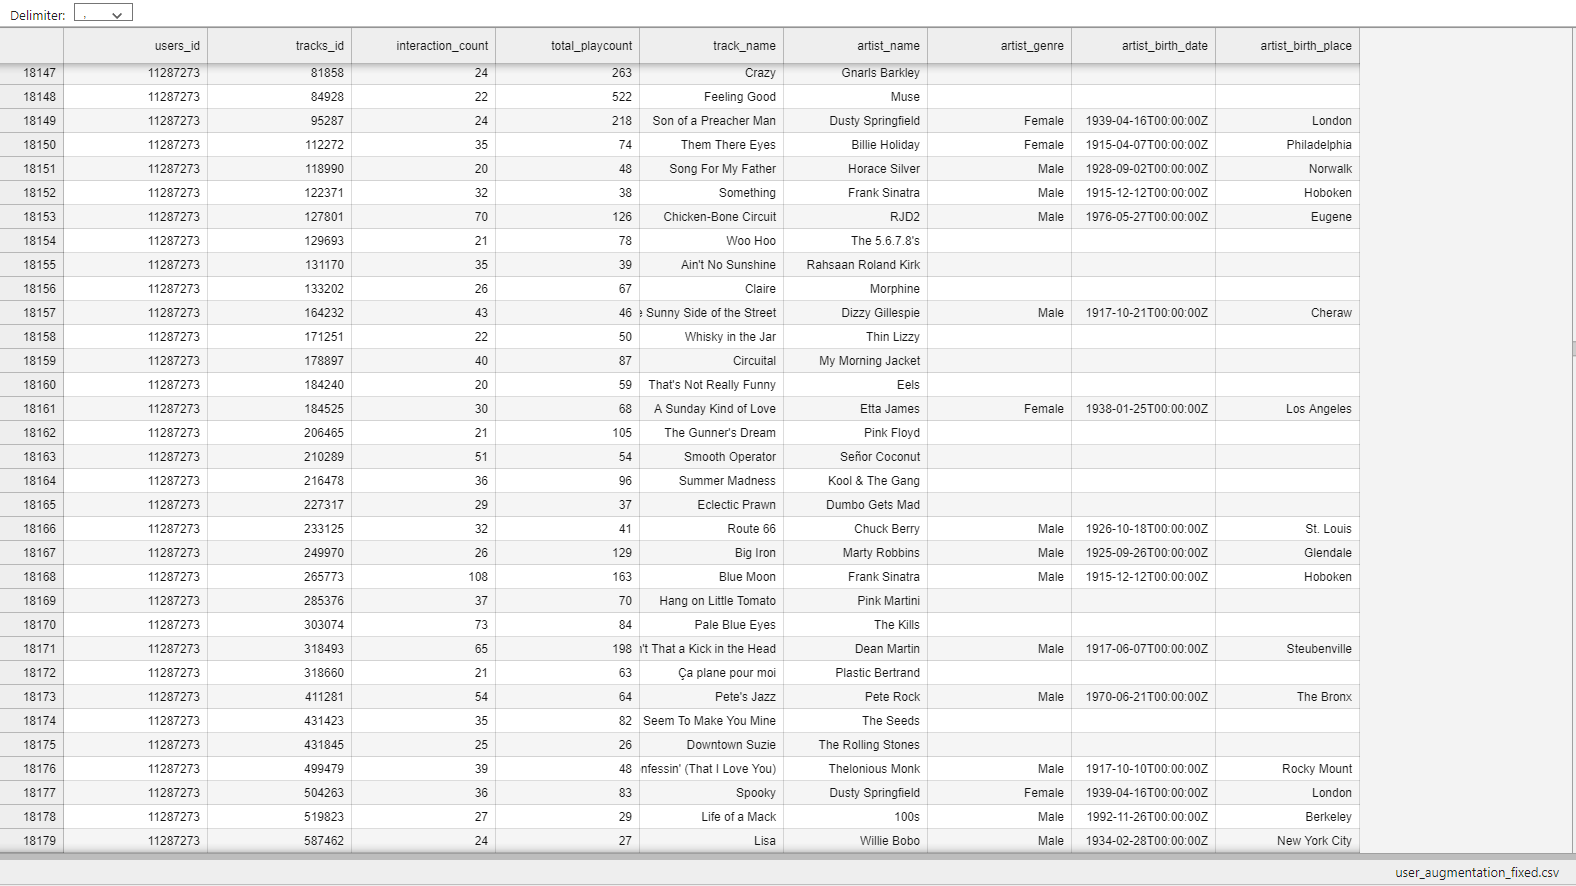 Delimiter: ,
users_id tracks_id interaction_count total_playcount track_name artist_name artist_genre artist_birth_date artist_birth_place
18147 11287273 81858 24 263 Crazy Gnarls Barkley
18148 11287273 84928 22 522 Feeling Good Muse
18149 11287273 95287 24 218 Son of a Preacher Man Dusty Springfield Female 1939-04-16T00:00:00Z London
18150 11287273 112272 35 74 Them There Eyes Billie Holiday Female 1915-04-07T00:00:00Z Philadelphia
18151 11287273 118990 20 48 Song For My Father Horace Silver Male 1928-09-02T00:00:00Z Norwalk
18152 11287273 122371 32 38 Something Frank Sinatra Male 1915-12-12T00:00:00Z Hoboken
18153 11287273 127801 70 126 Chicken-Bone Circuit RJD2 Male 1976-05-27T00:00:00Z Eugene
18154 11287273 129693 21 78 Woo Hoo The 5.6.7.8's
18155 11287273 131170 35 39 Ain't No Sunshine Rahsaan Roland Kirk
18156 11287273 133202 26 67 Claire Morphine
18157 11287273 164232 43 46 e Sunny Side of the Street Dizzy Gillespie Male 1917-10-21T00:00:00Z Cheraw
18158 11287273 171251 22 50 Whisky in the Jar Thin Lizzy
18159 11287273 178897 40 87 Circuital My Morning Jacket
18160 11287273 184240 20 59 That's Not Really Funny Eels
18161 11287273 184525 30 68 A Sunday Kind of Love Etta James Female 1938-01-25T00:00:00Z Los Angeles
18162 11287273 206465 21 105 The Gunner's Dream Pink Floyd
18163 11287273 210289 51 54 Smooth Operator Señor Coconut
18164 11287273 216478 36 96 Summer Madness Kool & The Gang
18165 11287273 227317 29 37 Eclectic Prawn Dumbo Gets Mad
18166 11287273 233125 32 41 Route 66 Chuck Berry Male 1926-10-18T00:00:00Z St. Louis
18167 11287273 249970 26 129 Big Iron Marty Robbins Male 1925-09-26T00:00:00Z Glendale
18168 11287273 265773 108 163 Blue Moon Frank Sinatra Male 1915-12-12T00:00:00Z Hoboken
18169 11287273 285376 37 70 Hang on Little Tomato Pink Martini
18170 11287273 303074 73 84 Pale Blue Eyes The Kills
18171 11287273 318493 65 198 't That a Kick in the Head Dean Martin Male 1917-06-07T00:00:00Z Steubenville
18172 11287273 318660 21 63 Ça plane pour moi Plastic Bertrand
18173 11287273 411281 54 64 Pete's Jazz Pete Rock Male 1970-06-21T00:00:00Z The Bronx
18174 11287273 431423 35 82 Seem To Make You Mine The Seeds
18175 11287273 431845 25 26 Downtown Suzie The Rolling Stones
18176 11287273 499479 39 48 nfessin' (That I Love You) Thelonious Monk Male 1917-10-10T00:00:00Z Rocky Mount
18177 11287273 504263 36 83 Spooky Dusty Springfield Female 1939-04-16T00:00:00Z London
18178 11287273 519823 27 29 Life of a Mack 100s Male 1992-11-26T00:00:00Z Berkeley
18179 11287273 587462 24 27 Lisa Willie Bobo Male 1934-02-28T00:00:00Z New York City
user_augmentation_fixed.csv